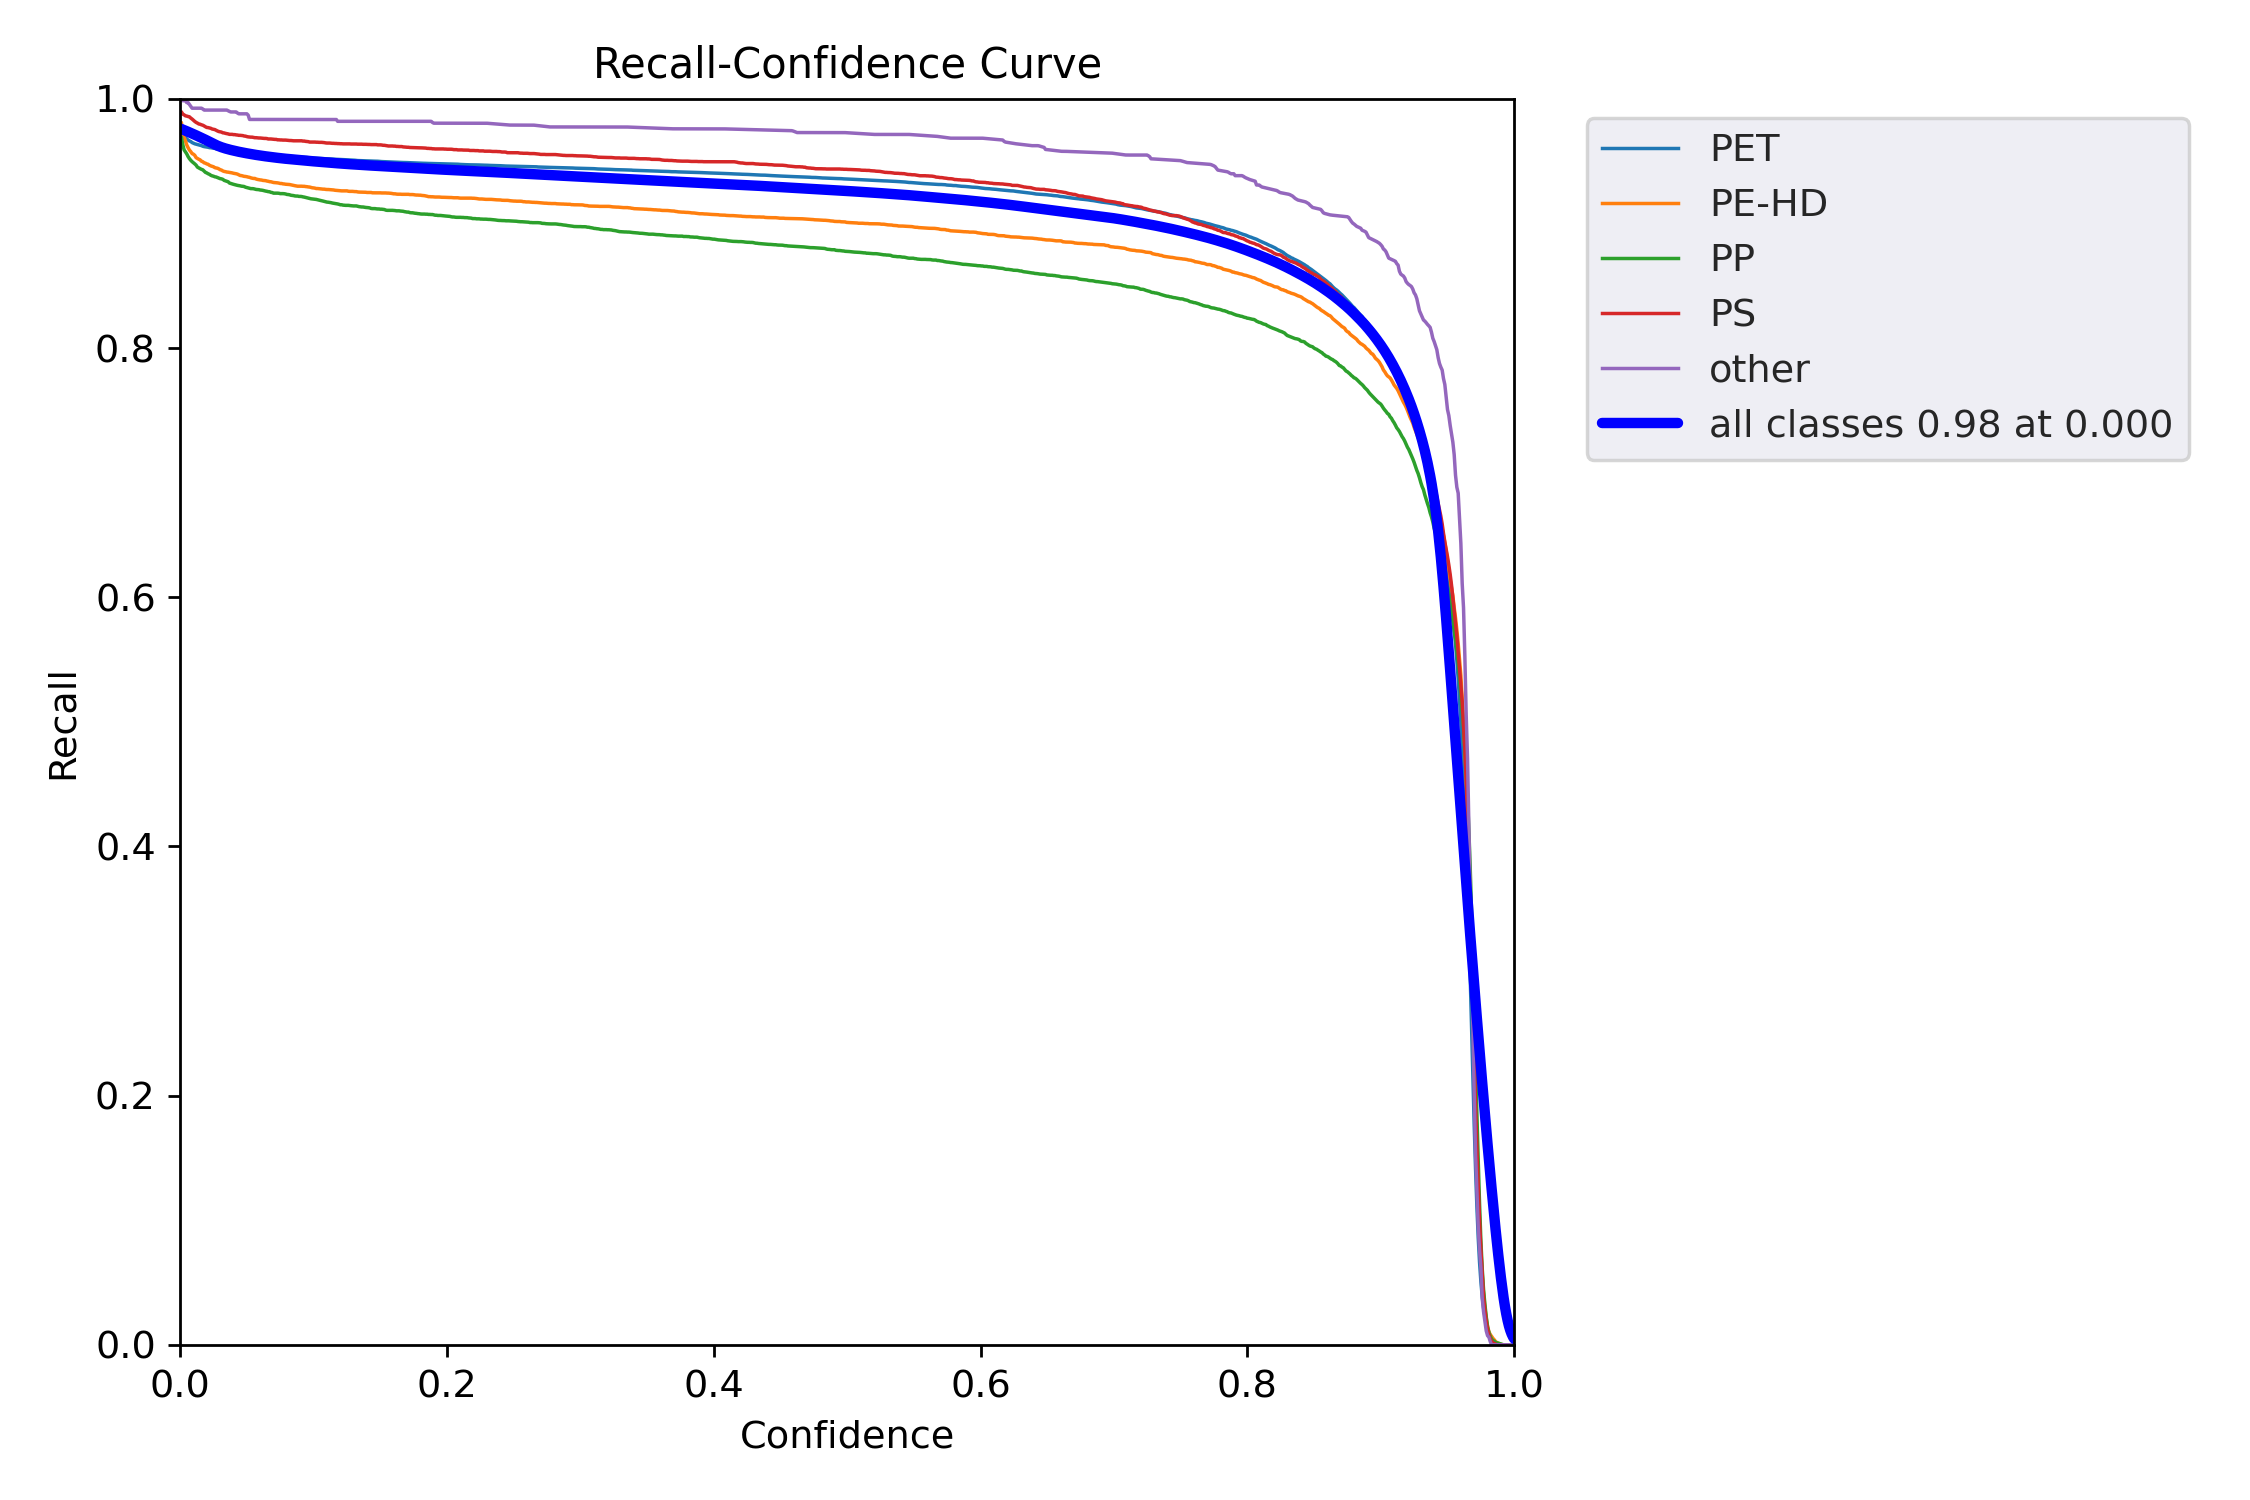 Recall-Confidence Curve
1.0
0.8
0.6
0.4
0.2
0.0
Recall
0.0 0.2 0.4 0.6 0.8 1.0
Confidence
PET
PE-HD
PP
PS
other
all classes 0.98 at 0.000